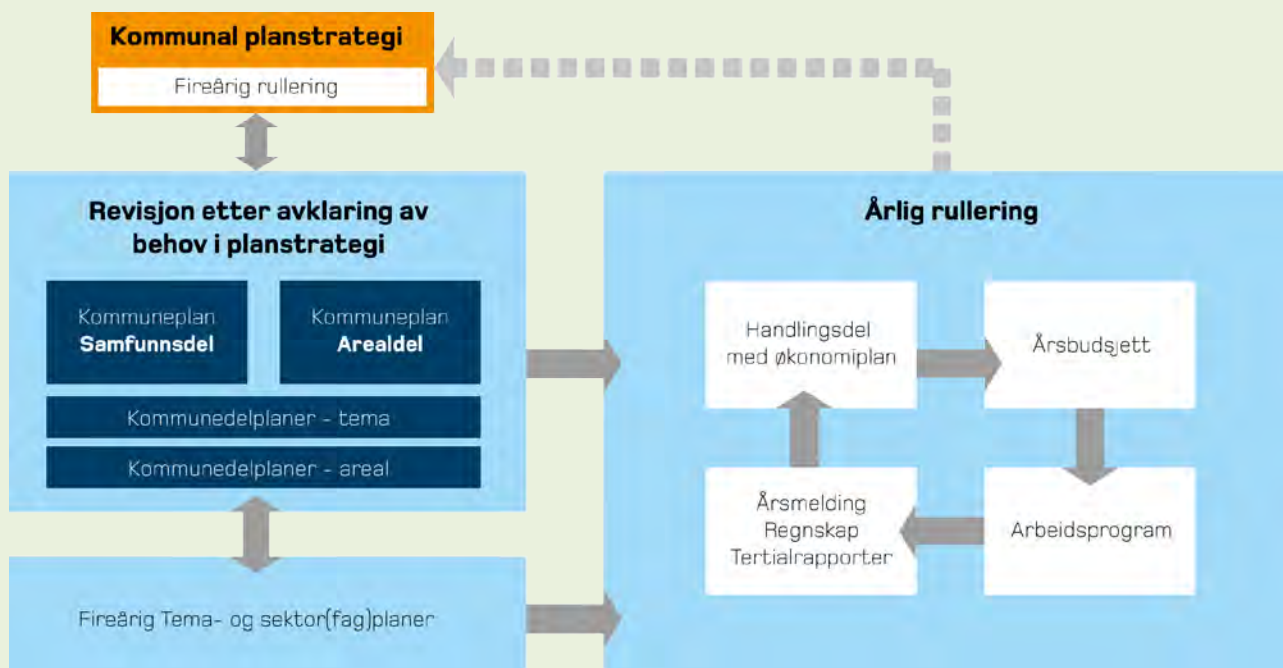 Kommunal planstrategi
Fireårig rullering
Revisjon etter avklaring av
behov i planstrategi
Kommuneplan
Samfunnsdel
Kommuneplan
Arealdel
Kommunedelplaner - tema
Kommunedelplaner - areal
Fireårig Tema- og sektor(fag)planer
Årlig rullering
Handlingsdel
med økonomiplan
Årsbudsjett
Årsmelding
Regnskap
Tertialrapporter
Arbeidsprogram